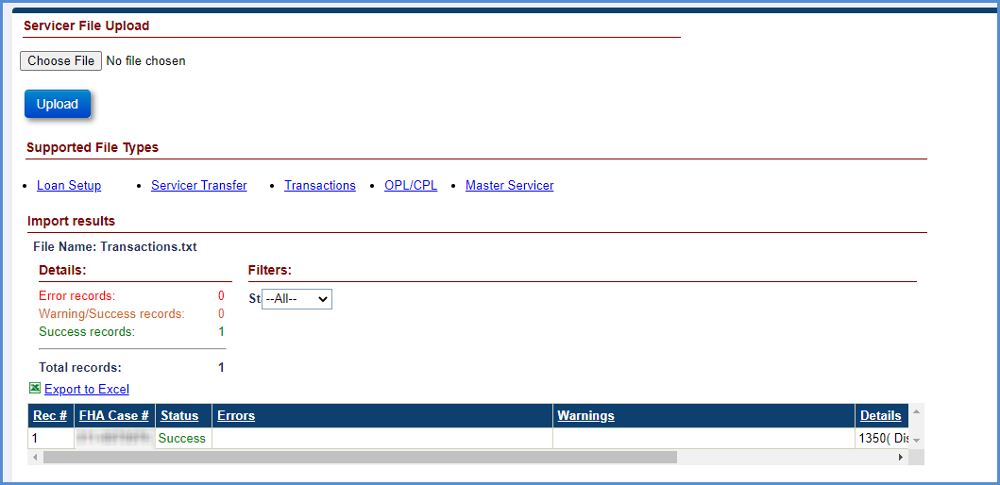 Servicer File Upload
Choose File No file chosen
Upload
Supported File Types
Loan Setup Servicer Transfer Transactions OPL/CPL Master Servicer
Import results
File Name: Transactions.txt
Details: Filters:
Error records: 0 St --All--
Warning/Success records: 0
Success records: 1
Total records: 1
Export to Excel
Rec # FHA Case # Status Errors Warnings Details
1 Success 1350( Dis